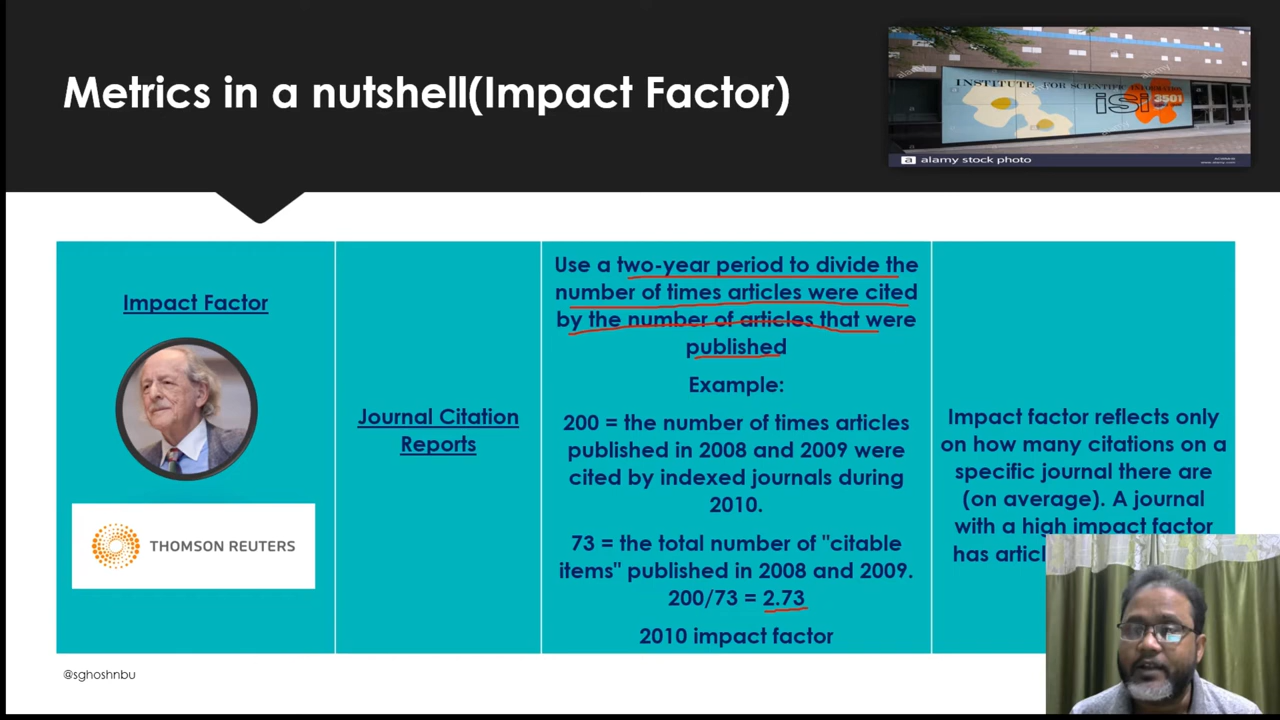 Metrics in a nutshell(Impact Factor)
INSTITUTE FOR SCIENTIFIC
isi
3501
alamy
a alamy stock photo
Impact Factor
THOMSON REUTERS
Journal Citation
Reports
Use a two-year period to divide the
number of times articles were cited
by the number of articles that were
published
Example:
200 = the number of times articles
published in 2008 and 2009 were
cited by indexed journals during
2010.
73 = the total number of "citable
items" published in 2008 and 2009.
200/73 = 2.73
2010 impact factor
Impact factor reflects only
on how many citations on a
specific journal there are
(on average). A journal
with a high impact factor
has
@sghoshnbu